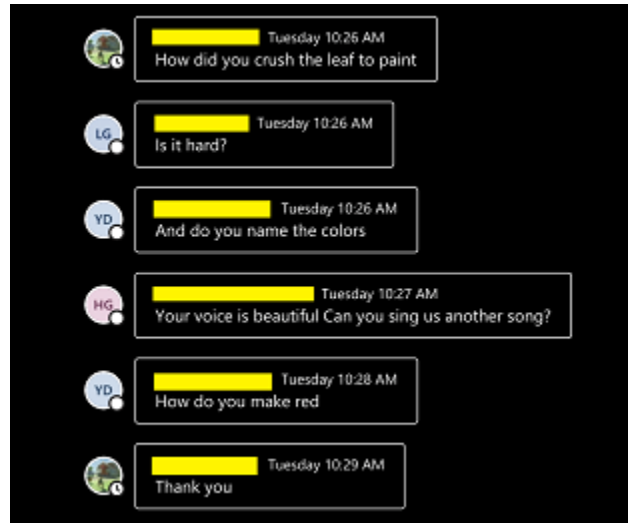 Tuesday 10:26 AM
How did you crush the leaf to paint
LG
Tuesday 10:26 AM
Is it hard?
YD
Tuesday 10:26 AM
And do you name the colors
HG
Tuesday 10:27 AM
Your voice is beautiful Can you sing us another song?
YD
Tuesday 10:28 AM
How do you make red
Tuesday 10:29 AM
Thank you